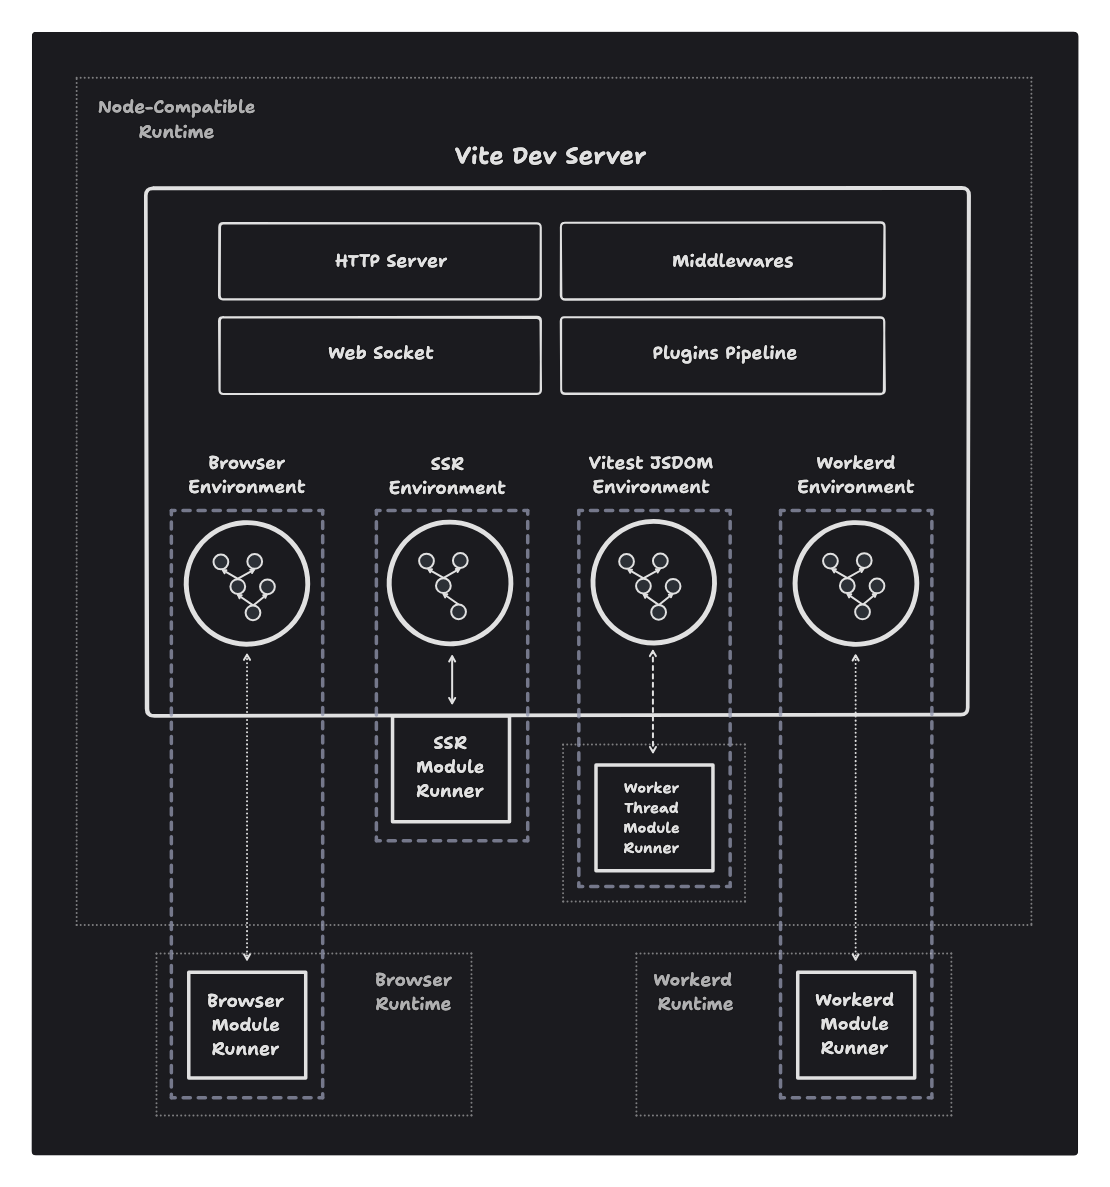 Node-Compatible
Runtime
Vite Dev Server
HTTP Server
Middlewares
Web Socket
Plugins Pipeline
Browser
Environment
SSR
Environment
Vitest JSDOM
Environment
Workerd
Environment
SSR
Module
Runner
Worker
Thread
Module
Runner
Browser
Module
Runner
Browser
Runtime
Workerd
Runtime
Workerd
Module
Runner